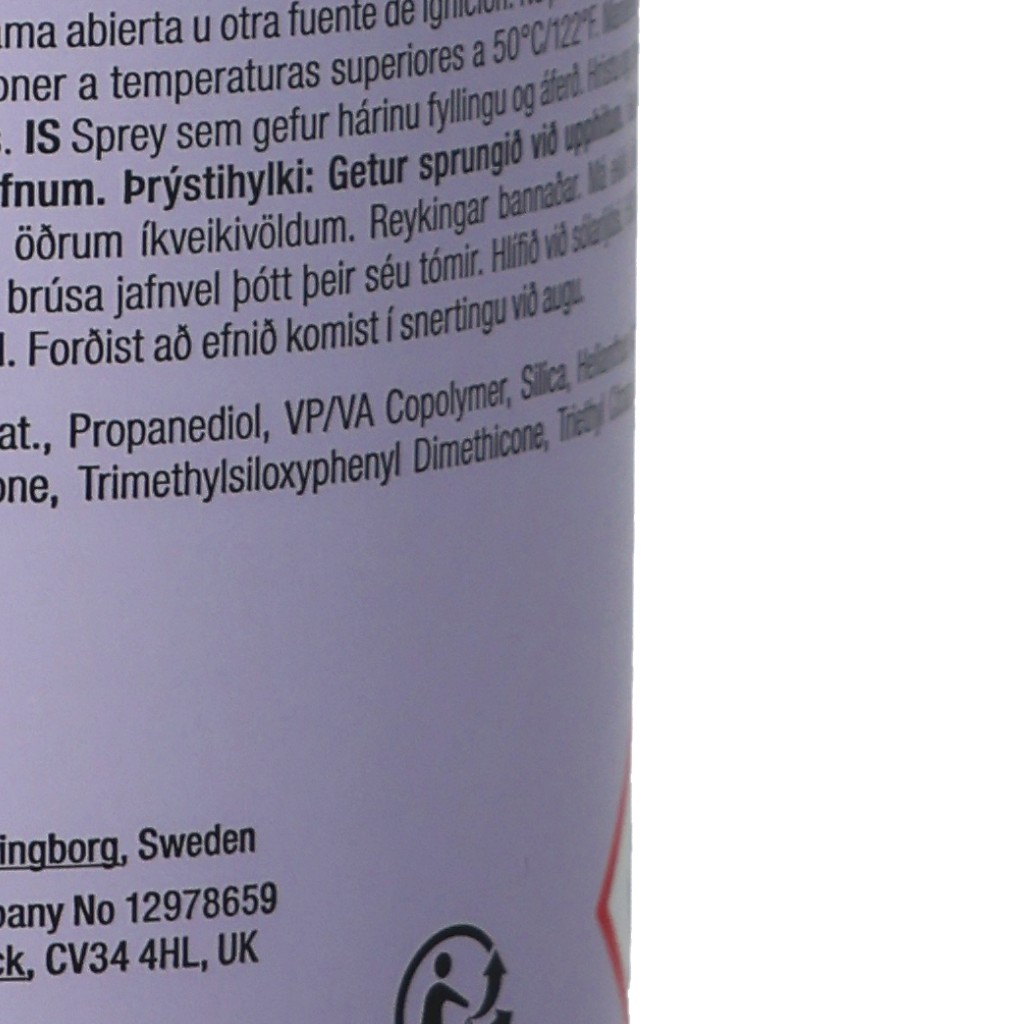 ama abierta u otra fuente de ignición.
oner a temperaturas superiores a 50°C/122°F.
s. IS Sprey sem gefur hárinu fyllingu og áferð. Hristið
fnum. Þrýstihylki: Getur sprungið við upphitun.
öðrum íkveikivöldum. Reykingar bannaðar. Má
brúsa jafnvel þótt þeir séu tómir. Hlífið við sólarljósi.
l. Forðist að efnið komist í snertingu við augu.
at., Propanediol, VP/VA Copolymer, Silica,
one, Trimethylsiloxyphenyl Dimethicone, Triethyl
ingborg, Sweden
pany No 12978659
ck, CV34 4HL, UK